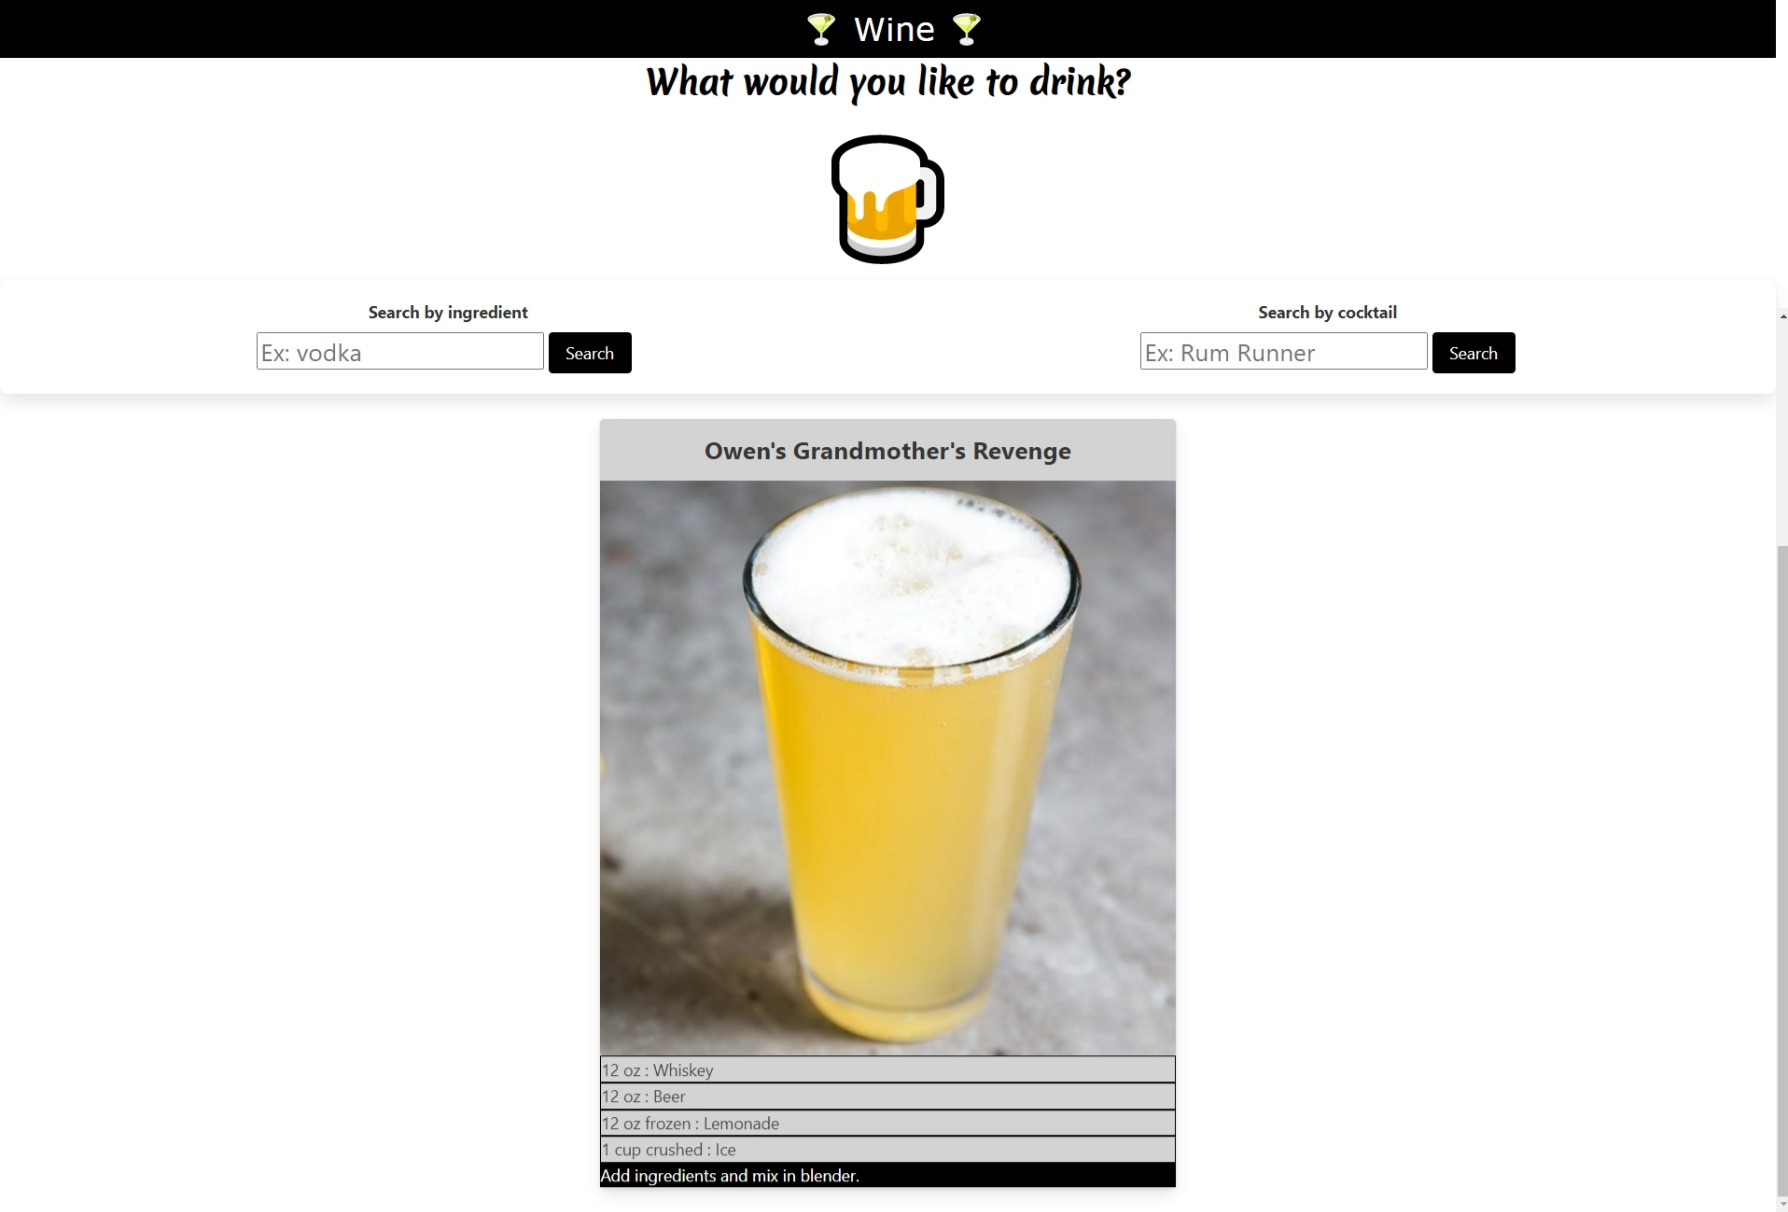 Wine
What would you like to drink?
Search by ingredient
Ex: vodka Search
Search by cocktail
Ex: Rum Runner Search
Owen's Grandmother's Revenge
12 oz : Whiskey
12 oz : Beer
12 oz frozen : Lemonade
1 cup crushed : Ice
Add ingredients and mix in blender.